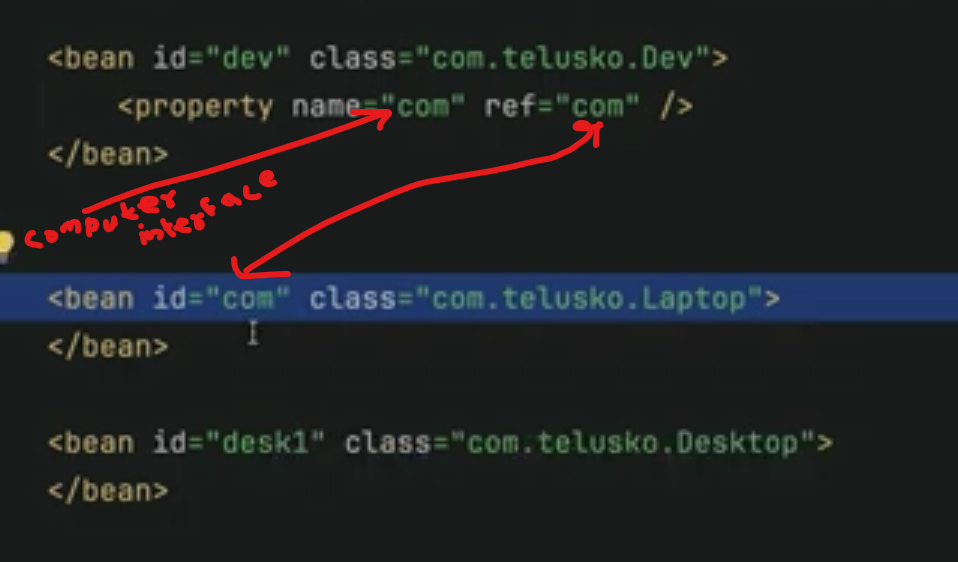 <bean id="dev" class="com.telusko.Dev">
<property name="com" ref="com" />
</bean>
computer
interface
<bean id="com" class="com.telusko.Laptop">
</bean>
<bean id="desk1" class="com.telusko.Desktop">
</bean>